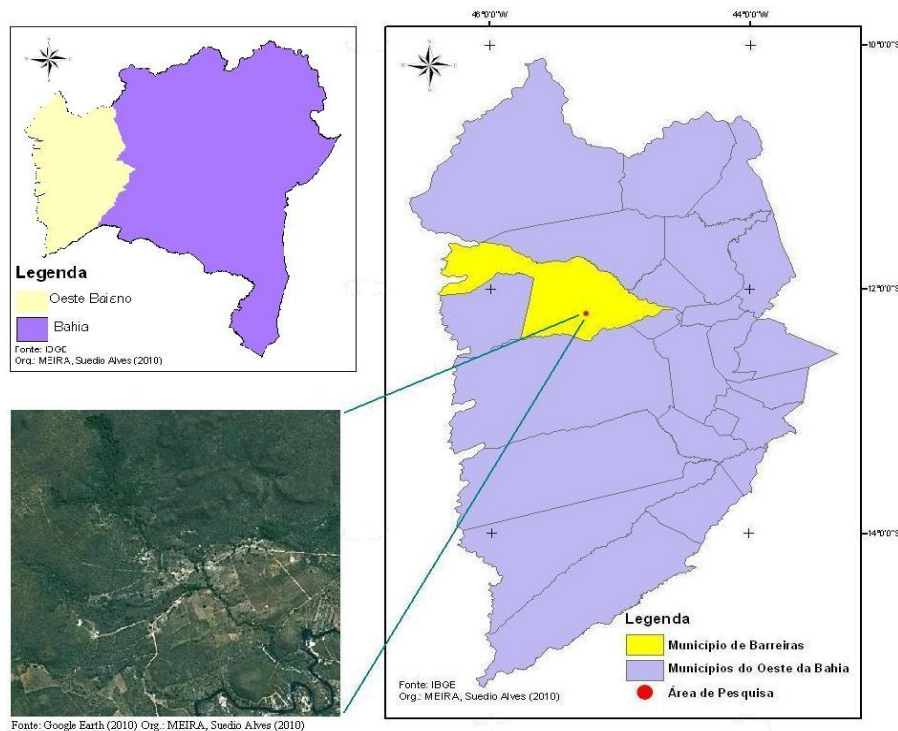 Legenda
Oeste Baiano
Bahia
Fonte: IBGE
Org.: MEIRA, Suedio Alves (2010)
46°0'0"W
44°0'0"W
10°0'0"S
12°0'0"S
14°0'0"S
Legenda
Município de Barreiras
Municípios do Oeste da Bahia
Área de Pesquisa
Fonte: IBGE
Org.: MEIRA, Suedio Alves (2010)
Fonte: Google Earth (2010) Org.: MEIRA, Suedio Alves (2010)